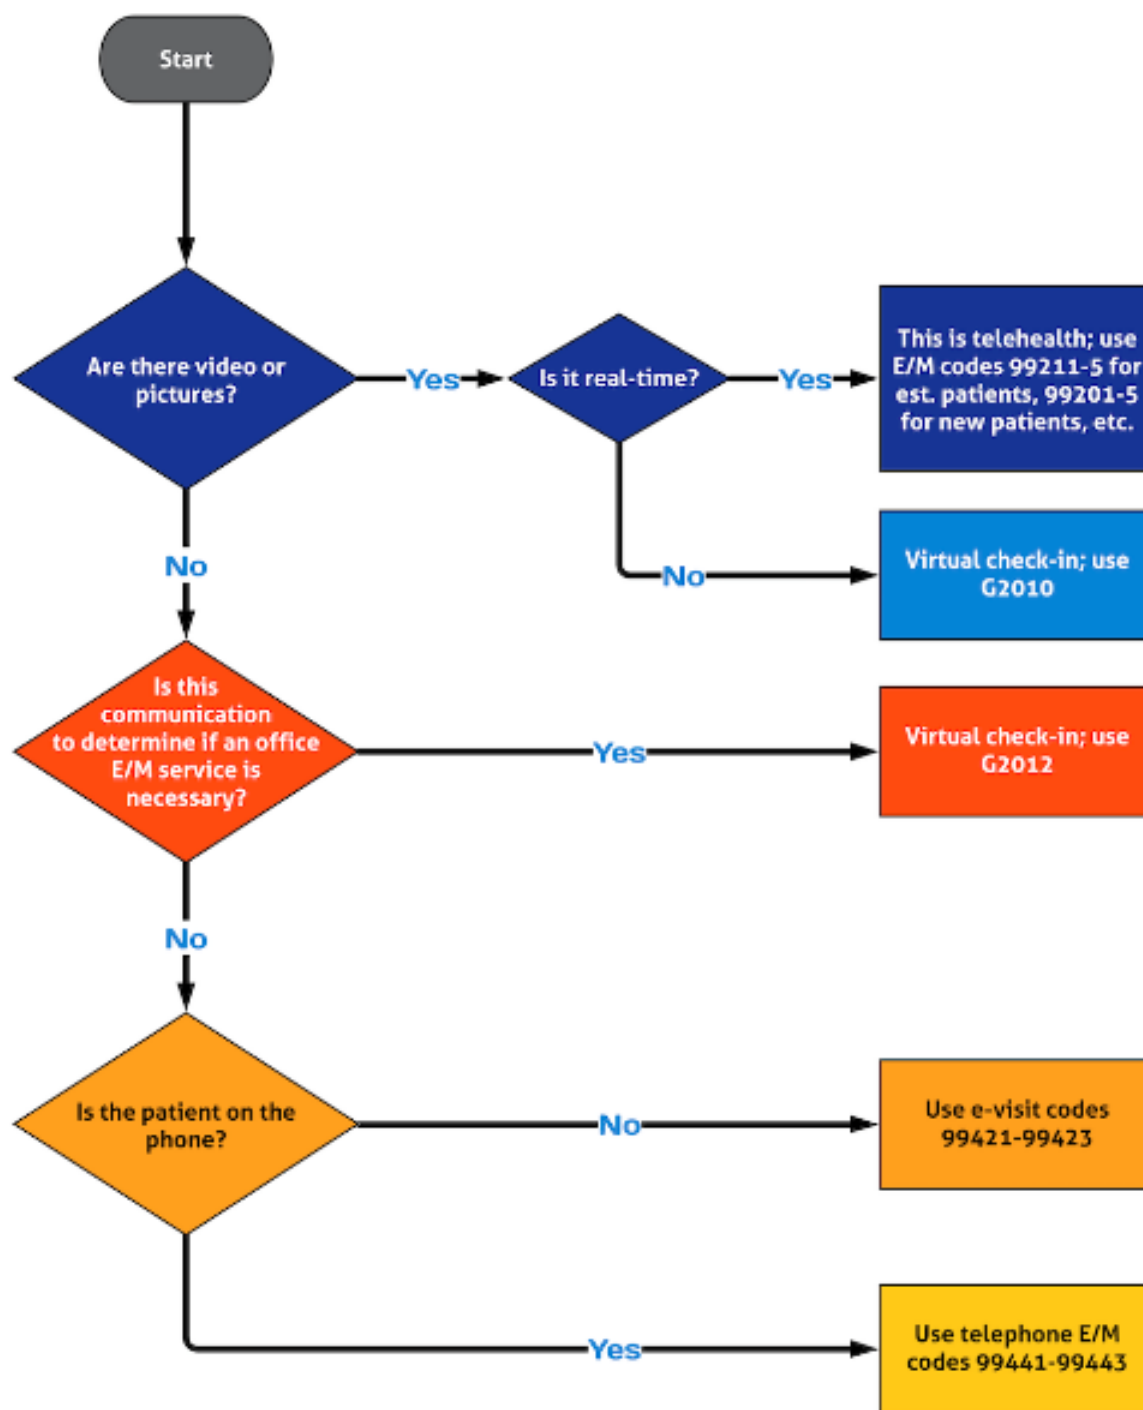 Start
Are there video or
pictures?
Yes
Is it real-time?
Yes
This is telehealth; use
E/M codes 99211-5 for
est. patients, 99201-5
for new patients, etc.
No
No
Virtual check-in; use
G2010
Is this
communication
to determine if an office
E/M service is
necessary?
Yes
Virtual check-in; use
G2012
No
Is the patient on the
phone?
No
Use e-visit codes
99421-99423
Yes
Use telephone E/M
codes 99441-99443